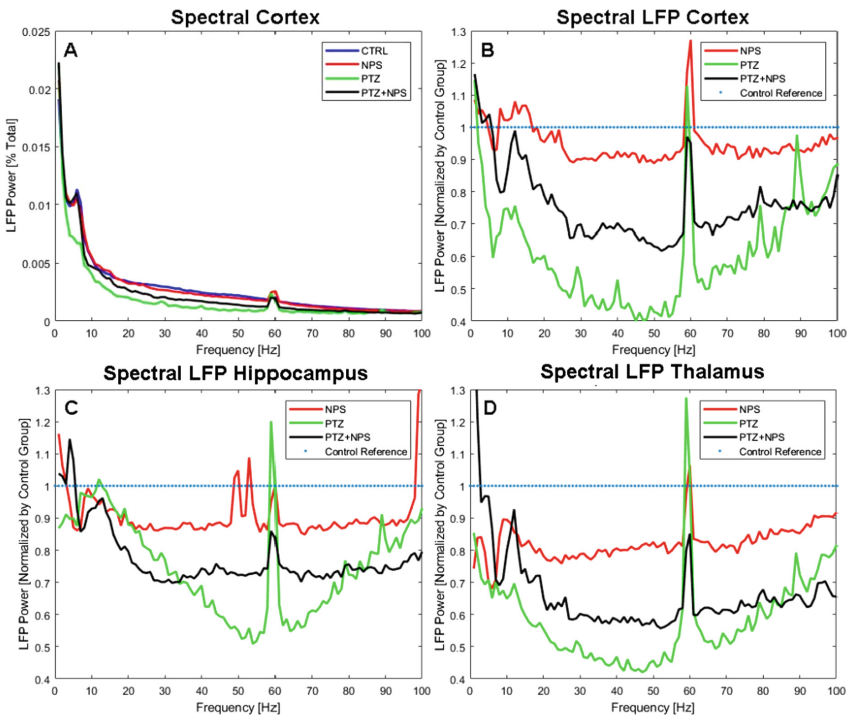 Spectral Cortex
A
CTRL
NPS
PTZ
PTZ+NPS
LFP Power [% Total]
0.025
0.02
0.015
0.01
0.005
0
0 10 20 30 40 50 60 70 80 90 100
Frequency [Hz]
Spectral LFP Cortex
B
NPS
PTZ
PTZ+NPS
Control Reference
LFP Power [Normalized by Control Group]
1.3
1.2
1.1
1
0.9
0.8
0.7
0.6
0.5
0.4
0 10 20 30 40 50 60 70 80 90 100
Frequency [Hz]
Spectral LFP Hippocampus
C
NPS
PTZ
PTZ+NPS
Control Reference
LFP Power [Normalized by Control Group]
1.3
1.2
1.1
1
0.9
0.8
0.7
0.6
0.5
0.4
0 10 20 30 40 50 60 70 80 90 100
Frequency [Hz]
Spectral LFP Thalamus
D
NPS
PTZ
PTZ+NPS
Control Reference
LFP Power [Normalized by Control Group]
1.3
1.2
1.1
1
0.9
0.8
0.7
0.6
0.5
0.4
0 10 20 30 40 50 60 70 80 90 100
Frequency [Hz]